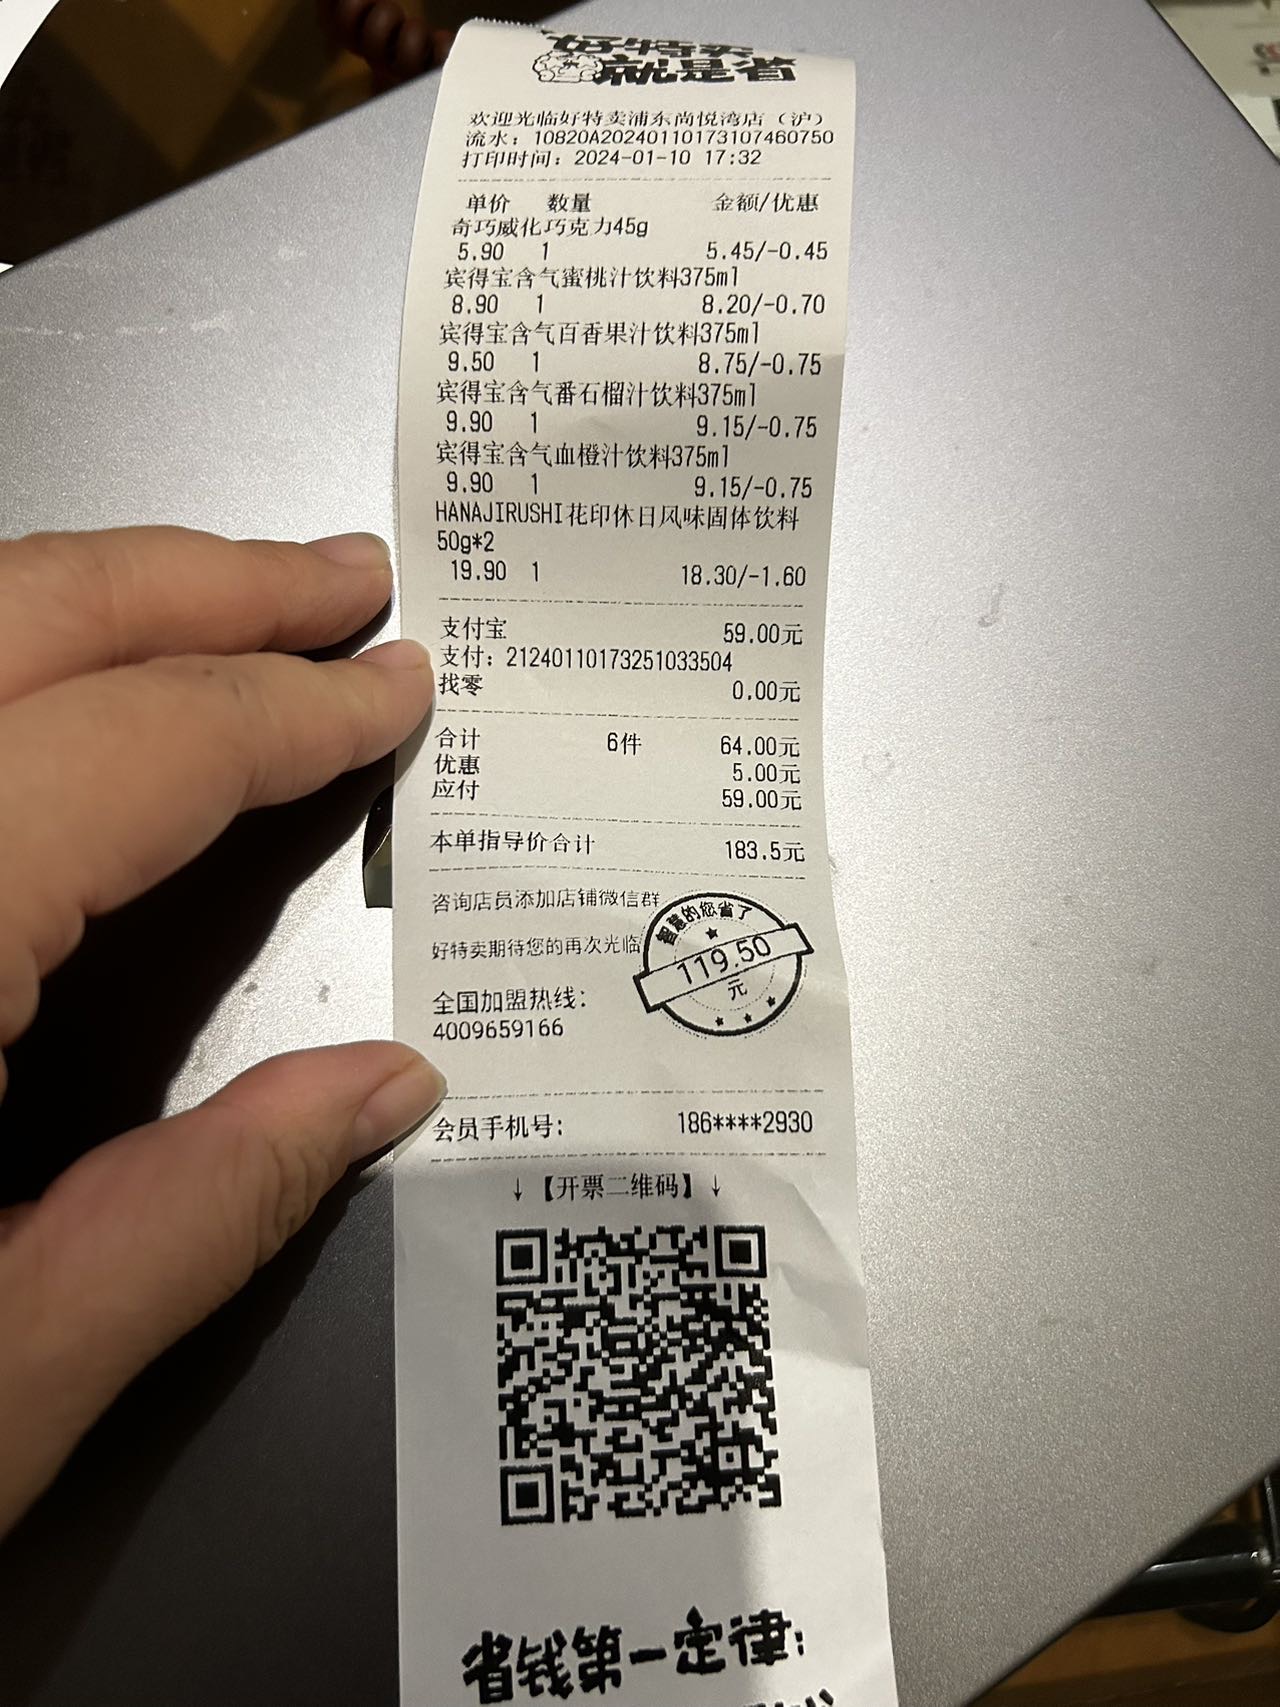 好特卖
就是省
欢迎光临好特卖浦东尚悦湾店（沪）
流水：10820A20240110173107460750
打印时间：2024-01-10 17:32
单价 数量 金额/优惠
奇巧威化巧克力45g
5.90 1 5.45/-0.45
宾得宝含气蜜桃汁饮料375ml
8.90 1 8.20/-0.70
宾得宝含气百香果汁饮料375ml
9.50 1 8.75/-0.75
宾得宝含气番石榴汁饮料375ml
9.90 1 9.15/-0.75
宾得宝含气血橙汁饮料375ml
9.90 1 9.15/-0.75
HANAJIRUSHI花印休日风味固体饮料
50g*2
19.90 1 18.30/-1.60
支付宝 59.00元
支付：21240110173251033504
找零 0.00元
合计 6件 64.00元
优惠 5.00元
应付 59.00元
本单指导价合计 183.5元
咨询店员添加店铺微信群
好特卖期待您的再次光临
智慧的您省了
119.50
元
全国加盟热线：
4009659166
会员手机号： 186****2930
↓【开票二维码】↓
省钱第一定律：